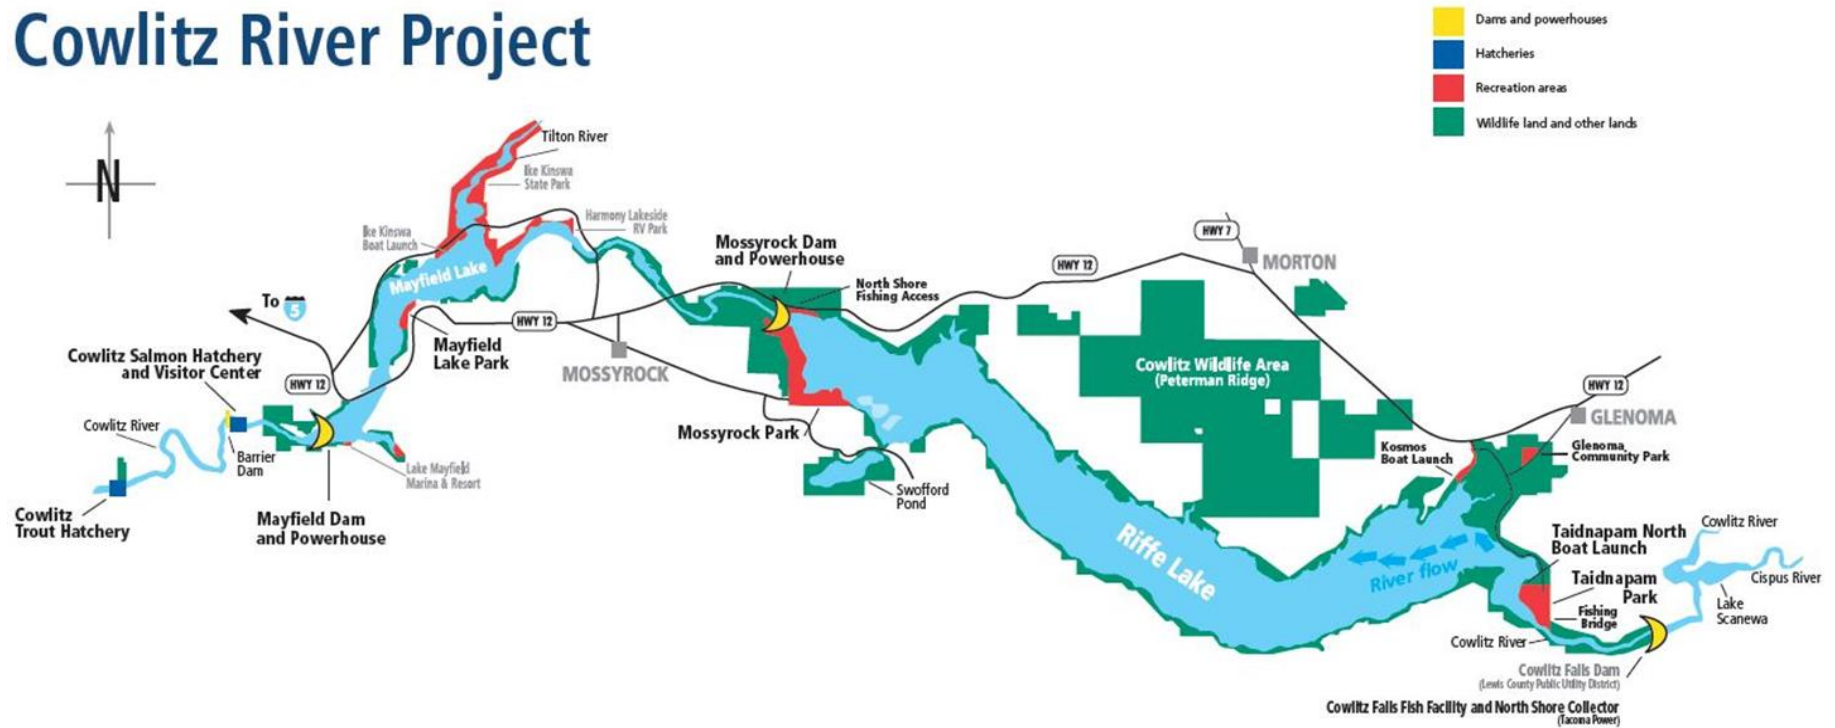 Cowlitz River Project
Dams and powerhouses
Hatcheries
Recreation areas
Wildlife land and other lands
N
Tilton River
Ike Kinswa
State Park
Harmony Lakeside
RV Park
Ike Kinswa
Boat Launch
Mayfield Lake
Mossyrock Dam
and Powerhouse
North Shore
Fishing Access
HWY 7
MORTON
HWY 12
To 5
HWY 12
Mayfield
Lake Park
MOSSYROCK
Cowlitz Salmon Hatchery
and Visitor Center
HWY 12
Cowlitz River
Barrier
Dam
Cowlitz
Trout Hatchery
Mayfield Dam
and Powerhouse
Lake Mayfield
Marina & Resort
Mossyrock Park
Swofford
Pond
Cowlitz Wildlife Area
(Peterman Ridge)
HWY 12
GLENOMA
Kosmos
Boat Launch
Glenoma
Community Park
Riffe Lake
River flow
Taidnapam North
Boat Launch
Taidnapam
Park
Fishing
Bridge
Cowlitz River
Cowlitz River
Cispus River
Lake
Scanewa
Cowlitz Falls Dam
(Lewis County Public Utility District)
Cowlitz Falls Fish Facility and North Shore Collector
(Tacoma Power)